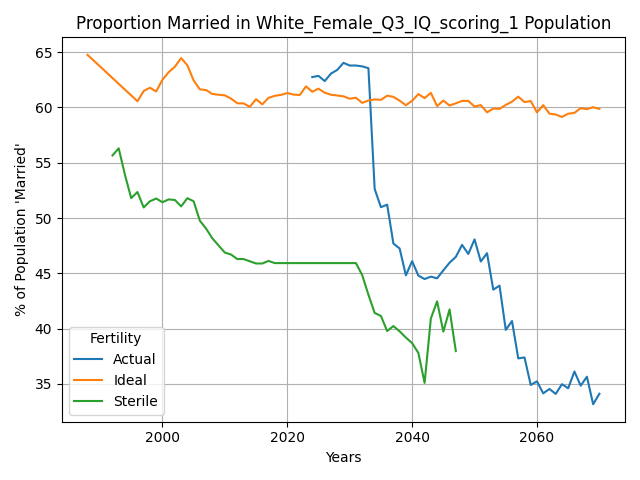 Proportion Married in White_Female_Q3_IQ_scoring_1 Population
% of Population 'Married'
65
60
55
50
45
40
35
Fertility
Actual
Ideal
Sterile
2000
2020
2040
2060
Years